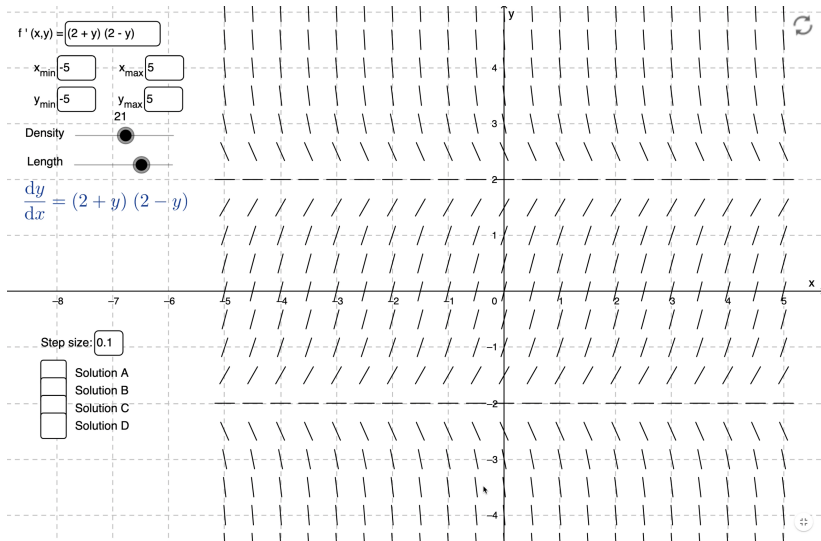 f ' (x,y) = (2 + y) (2 - y)
xmin -5 xmax 5
ymin -5 ymax 5
21
Density
Length
dy/dx = (2 + y) (2 − y)
Step size: 0.1
Solution A
Solution B
Solution C
Solution D
y
4
3
2
1
x
−8 −7 −6 −5 −4 −3 −2 −1 0 1 2 3 4 5
−1
−2
−3
−4